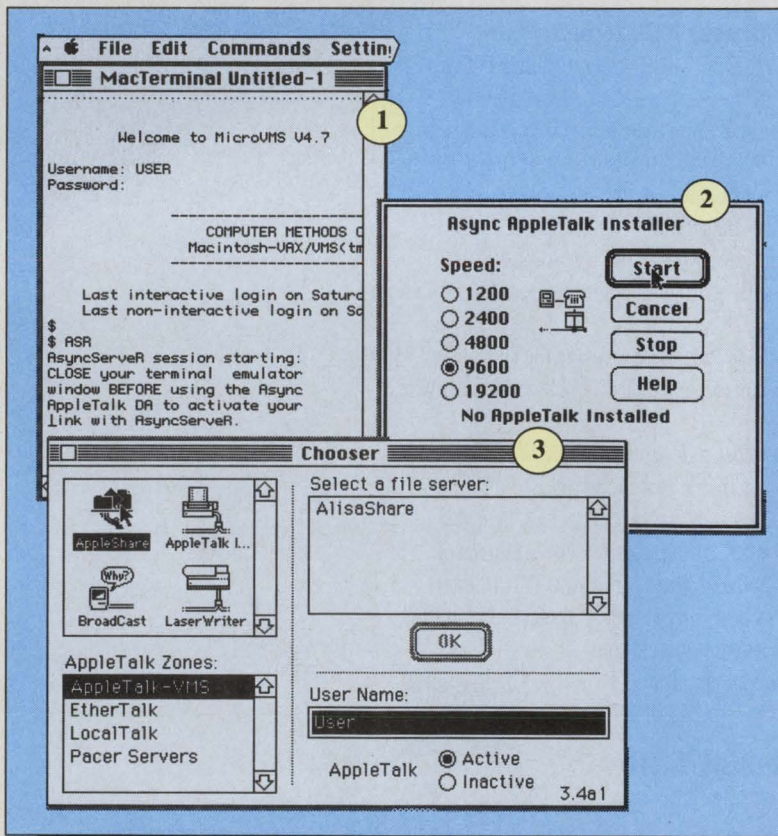 File Edit Commands Settin
MacTerminal Untitled-1
1
Welcome to MicroVMS V4.7
Username: USER
Password:
COMPUTER METHODS C
Macintosh-VAX/VMS(tm
Last interactive login on Saturd
Last non-interactive login on Sa
$
$ ASR
AsyncServeR session starting:
CLOSE your terminal emulator
window BEFORE using the Async
AppleTalk DA to activate your
link with AsyncServeR.
2
Async AppleTalk Installer
Speed:
1200
2400
4800
9600
19200
Start
Cancel
Stop
Help
No AppleTalk Installed
3
Chooser
AppleShare
AppleTalk I...
Why?
BroadCast
LaserWriter
AppleTalk Zones:
AppleTalk-VMS
EtherTalk
LocalTalk
Pacer Servers
Select a file server:
AlisaShare
OK
User Name:
User
AppleTalk
Active
Inactive
3.4a1